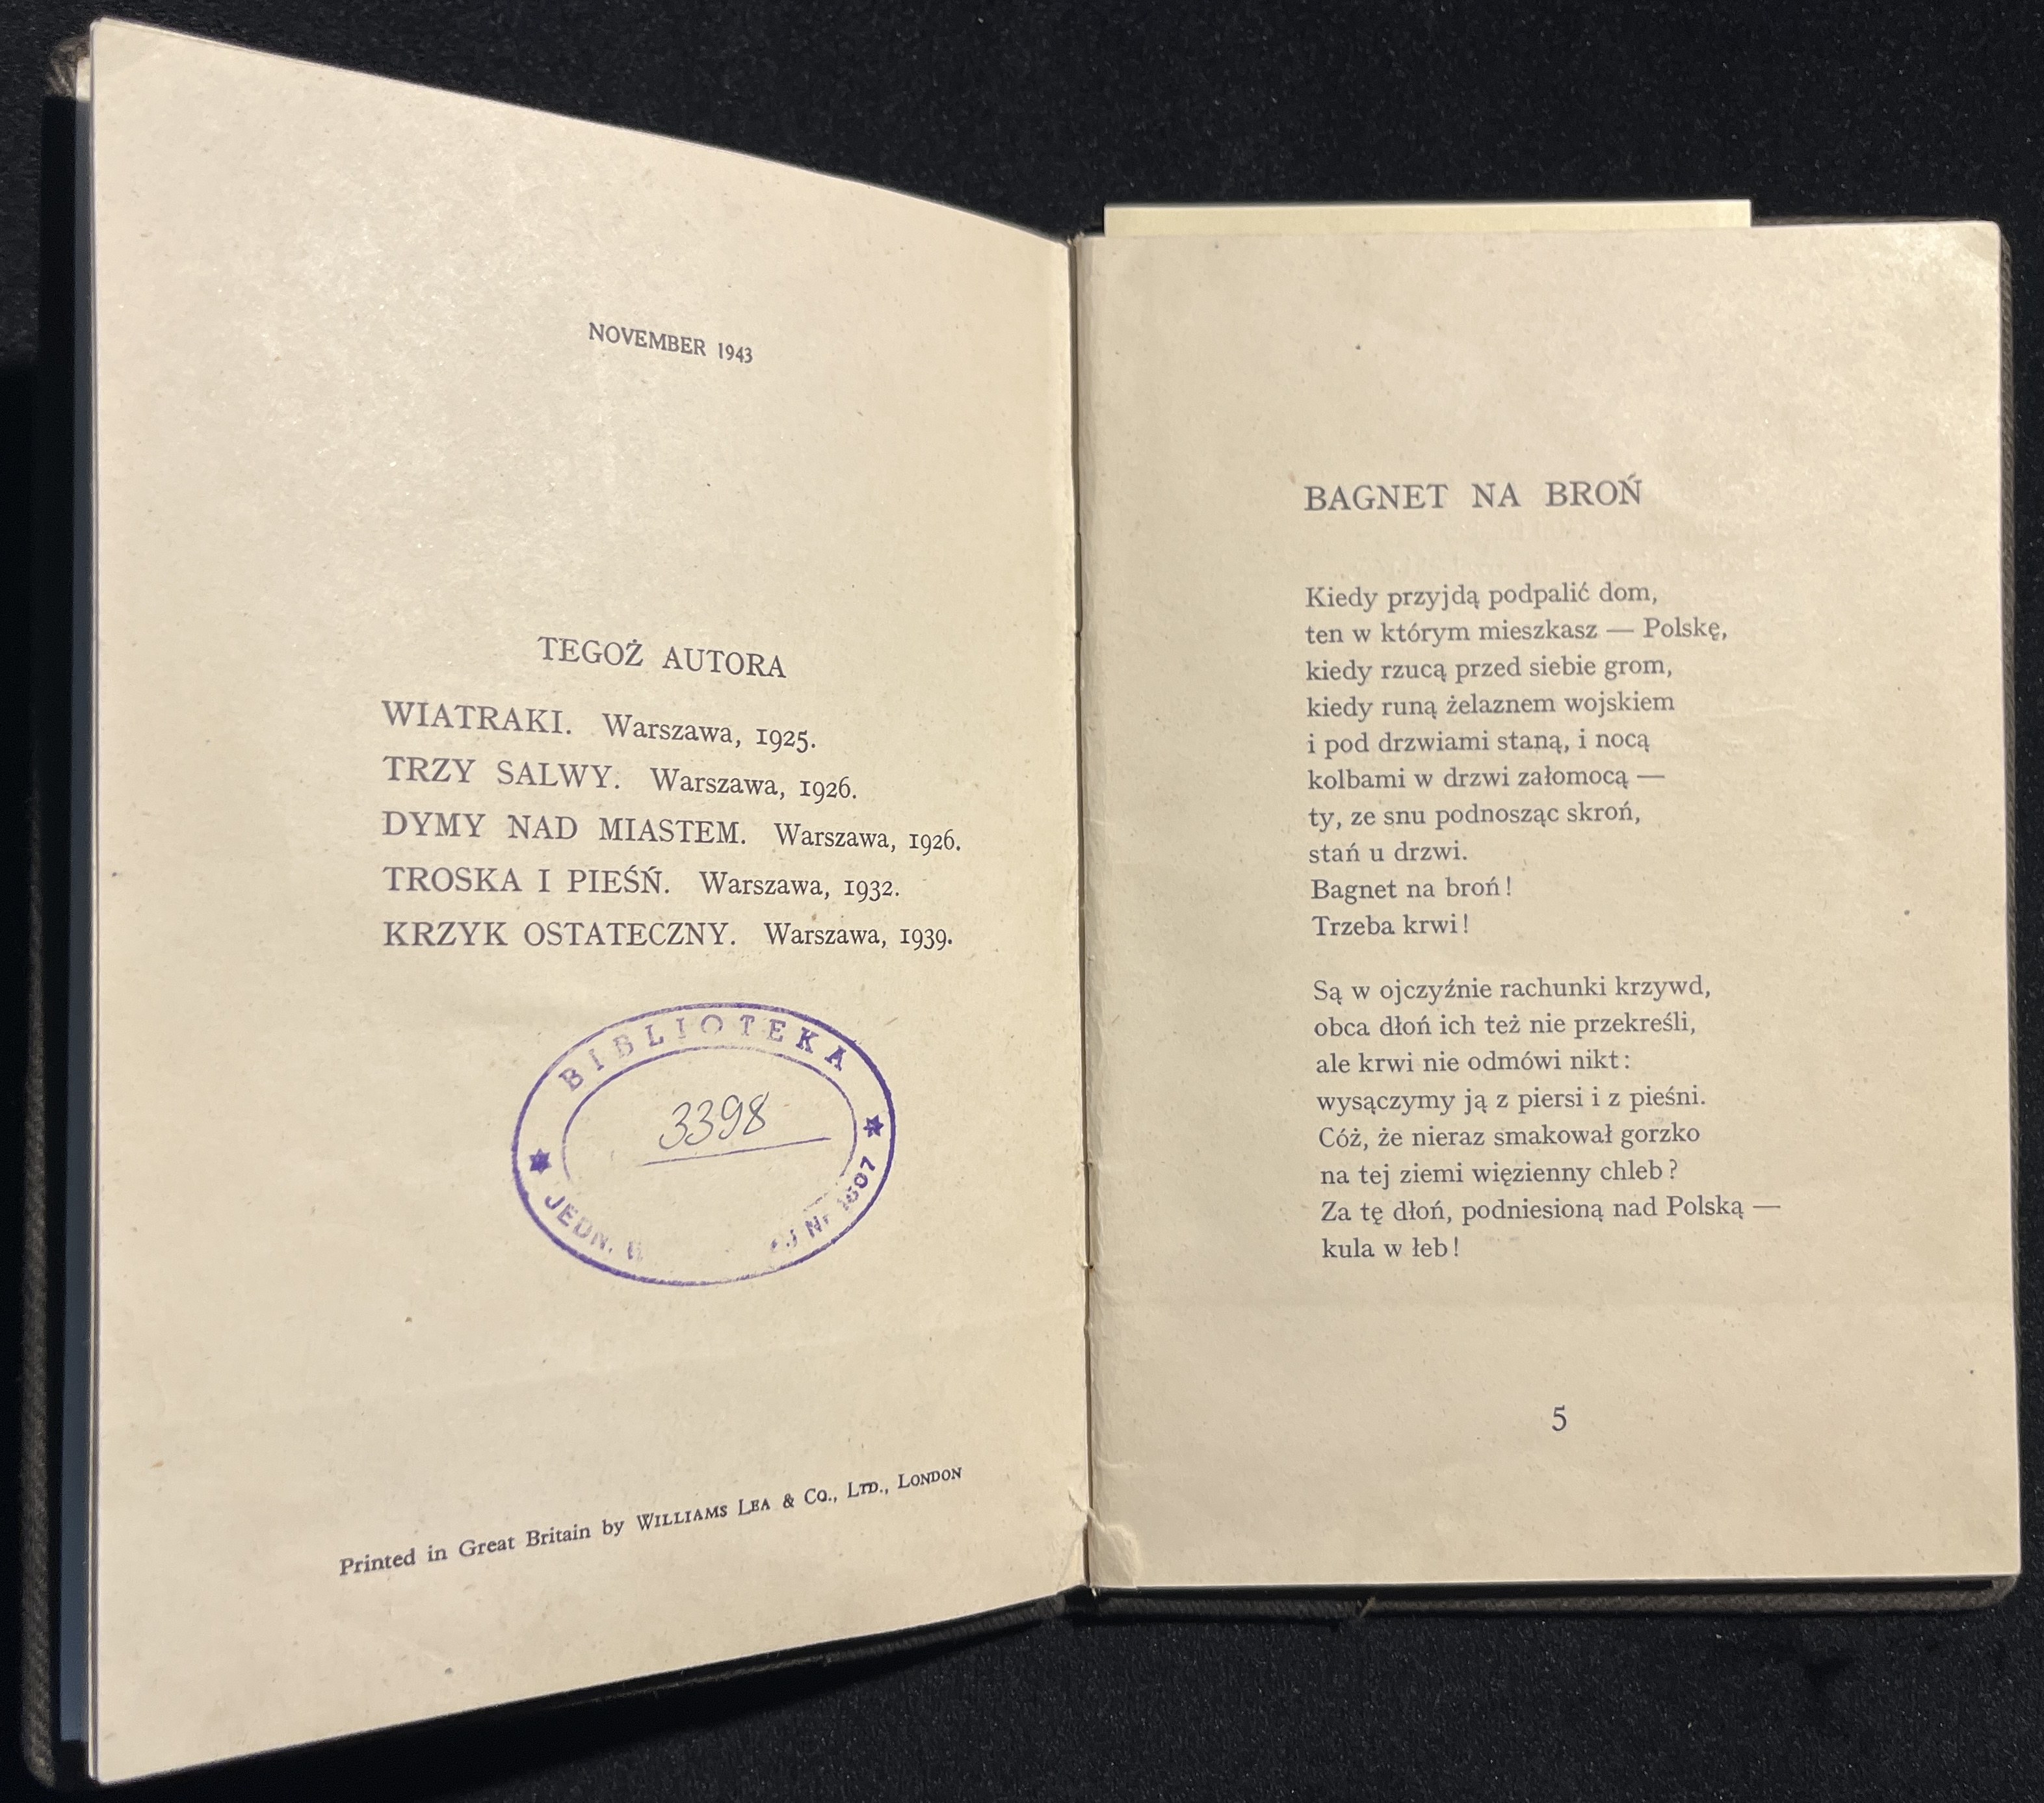 NOVEMBER 1943
TEGOŻ AUTORA
WIATRAKI. Warszawa, 1925.
TRZY SALWY. Warszawa, 1926.
DYMY NAD MIASTEM. Warszawa, 1926.
TROSKA I PIEŚŃ. Warszawa, 1932.
KRZYK OSTATECZNY. Warszawa, 1939.
BIBLIOTEKA
3398
JEDN.
Nr 1607
Printed in Great Britain by WILLIAMS LEA & CO., LTD., LONDON
BAGNET NA BROŃ
Kiedy przyjdą podpalić dom,
ten w którym mieszkasz — Polskę,
kiedy rzucą przed siebie grom,
kiedy runą żelaznem wojskiem
i pod drzwiami staną, i nocą
kolbami w drzwi załomocą —
ty, ze snu podnosząc skroń,
stań u drzwi.
Bagnet na broń!
Trzeba krwi!
Są w ojczyźnie rachunki krzywd,
obca dłoń ich też nie przekreśli,
ale krwi nie odmówi nikt:
wysączymy ją z piersi i z pieśni.
Cóż, że nieraz smakował gorzko
na tej ziemi więzienny chleb?
Za tę dłoń, podniesioną nad Polską —
kula w łeb!
5